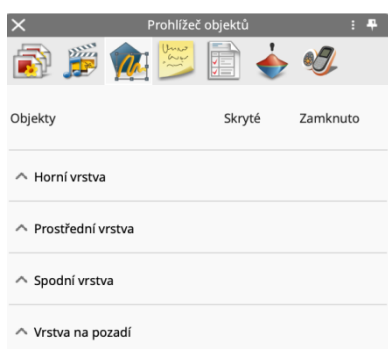 Prohlížeč objektů
Objekty Skryté Zamknuto
Horní vrstva
Prostřední vrstva
Spodní vrstva
Vrstva na pozadí